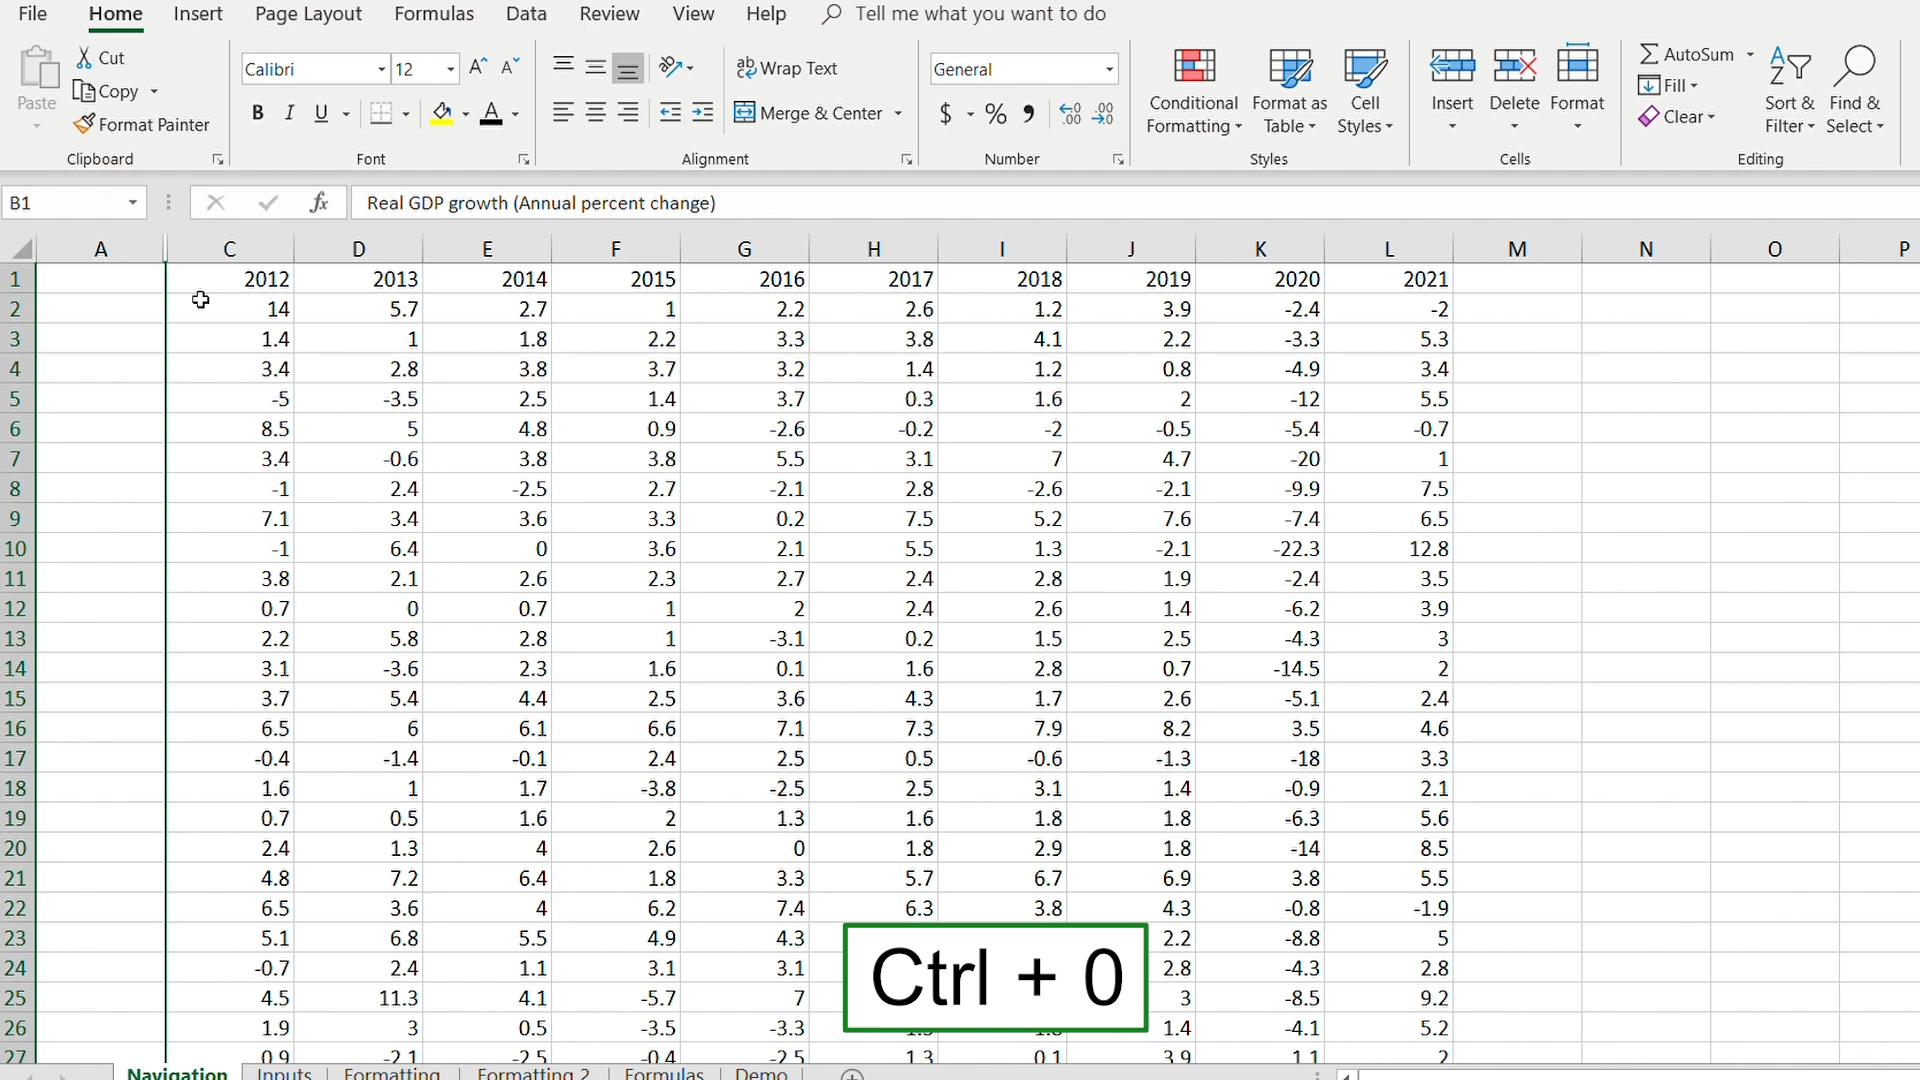 File Home Insert Page Layout Formulas Data Review View Help Tell me what you want to do
Paste Cut Copy Format Painter Clipboard
Calibri 12 A A B I U A Font
ab Wrap Text Merge & Center Alignment
General $ % , .00 .00 Number
Conditional Formatting Format as Table Cell Styles Styles
Insert Delete Format Cells
AutoSum Fill Clear Sort & Filter Find & Select Editing
B1 fx Real GDP growth (Annual percent change)
A C D E F G H I J K L M N O P
1 2012 2013 2014 2015 2016 2017 2018 2019 2020 2021
2 14 5.7 2.7 1 2.2 2.6 1.2 3.9 -2.4 -2
3 1.4 1 1.8 2.2 3.3 3.8 4.1 2.2 -3.3 5.3
4 3.4 2.8 3.8 3.7 3.2 1.4 1.2 0.8 -4.9 3.4
5 -5 -3.5 2.5 1.4 3.7 0.3 1.6 2 -12 5.5
6 8.5 5 4.8 0.9 -2.6 -0.2 -2 -0.5 -5.4 -0.7
7 3.4 -0.6 3.8 3.8 5.5 3.1 7 4.7 -20 1
8 -1 2.4 -2.5 2.7 -2.1 2.8 -2.6 -2.1 -9.9 7.5
9 7.1 3.4 3.6 3.3 0.2 7.5 5.2 7.6 -7.4 6.5
10 -1 6.4 0 3.6 2.1 5.5 1.3 -2.1 -22.3 12.8
11 3.8 2.1 2.6 2.3 2.7 2.4 2.8 1.9 -2.4 3.5
12 0.7 0 0.7 1 2 2.4 2.6 1.4 -6.2 3.9
13 2.2 5.8 2.8 1 -3.1 0.2 1.5 2.5 -4.3 3
14 3.1 -3.6 2.3 1.6 0.1 1.6 2.8 0.7 -14.5 2
15 3.7 5.4 4.4 2.5 3.6 4.3 1.7 2.6 -5.1 2.4
16 6.5 6 6.1 6.6 7.1 7.3 7.9 8.2 3.5 4.6
17 -0.4 -1.4 -0.1 2.4 2.5 0.5 -0.6 -1.3 -18 3.3
18 1.6 1 1.7 -3.8 -2.5 2.5 3.1 1.4 -0.9 2.1
19 0.7 0.5 1.6 2 1.3 1.6 1.8 1.8 -6.3 5.6
20 2.4 1.3 4 2.6 0 1.8 2.9 1.8 -14 8.5
21 4.8 7.2 6.4 1.8 3.3 5.7 6.7 6.9 3.8 5.5
22 6.5 3.6 4 6.2 7.4 6.3 3.8 4.3 -0.8 -1.9
23 5.1 6.8 5.5 4.9 4.3 2.2 -8.8 5
24 -0.7 2.4 1.1 3.1 3.1 2.8 -4.3 2.8
25 4.5 11.3 4.1 -5.7 7 3 -8.5 9.2
26 1.9 3 0.5 -3.5 -3.3 1.4 -4.1 5.2
27 0.9 -2.1 -2.5 -0.4 -2.5 1.3 0.1 3.9 1.1 2
Ctrl + 0
Navigation Inputs Formatting Formatting 2 Formulas Demo